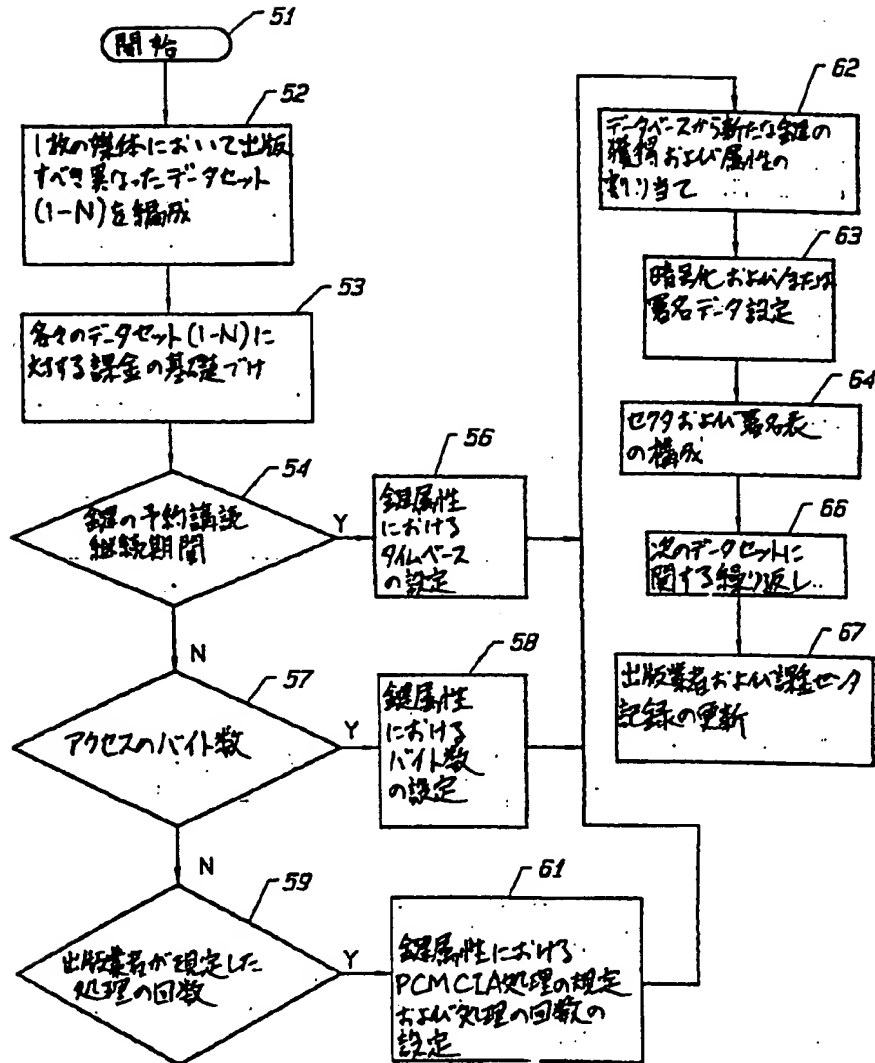 51
開始
52
1枚の媒体において出版
すべき異なったデータセット
(1-N)を編成
53
各々のデータセット(1-N)に
対する課金の基礎づけ
54
鍵の予約購読
継続期間
Y
56
鍵属性
における
タイムベース
の設定
N
57
アクセスのバイト数
Y
58
鍵属性
における
バイト数
の設定
N
59
出版業者が規定した
処理の回数
Y
61
鍵属性における
PCMCIA処理の規定
および処理の回数の
設定
62
データベースから新たな鍵の
獲得および属性の
割り当て
63
暗号化および/または
署名データ設定
64
セクタおよび署名表
の構成
66
次のデータセットに
関する繰り返し
67
出版業者および課金センタ
記録の更新